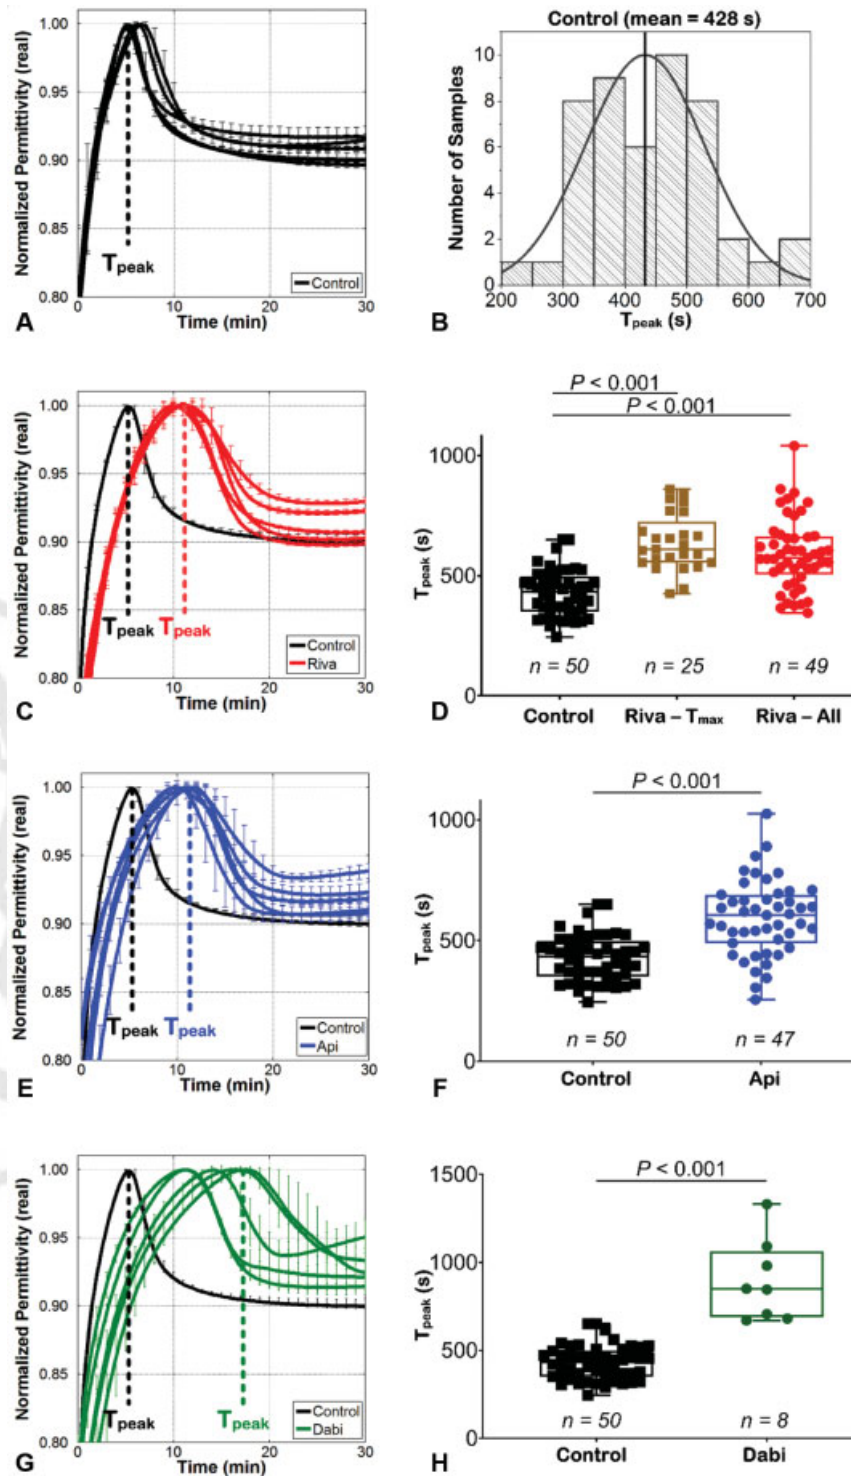 1.00
0.95
0.90
0.85
0.80
Normalized Permittivity (real)
Tpeak
Control
0
10
20
30
Time (min)
A
Control (mean = 428 s)
10
8
6
4
2
0
Number of Samples
200
300
400
500
600
700
Tpeak (s)
B
1.00
0.95
0.90
0.85
0.80
Normalized Permittivity (real)
Tpeak
Tpeak
Control
Riva
0
10
20
30
Time (min)
C
P < 0.001
P < 0.001
1000
500
0
Tpeak (s)
n = 50
n = 25
n = 49
Control
Riva – Tmax
Riva – All
D
1.00
0.95
0.90
0.85
0.80
Normalized Permittivity (real)
Tpeak
Tpeak
Control
Api
0
10
20
30
Time (min)
E
P < 0.001
1000
500
0
Tpeak (s)
n = 50
n = 47
Control
Api
F
1.00
0.95
0.90
0.85
0.80
Normalized Permittivity (real)
Tpeak
Tpeak
Control
Dabi
0
10
20
30
Time (min)
G
P < 0.001
1500
1000
500
0
Tpeak (s)
n = 50
n = 8
Control
Dabi
H